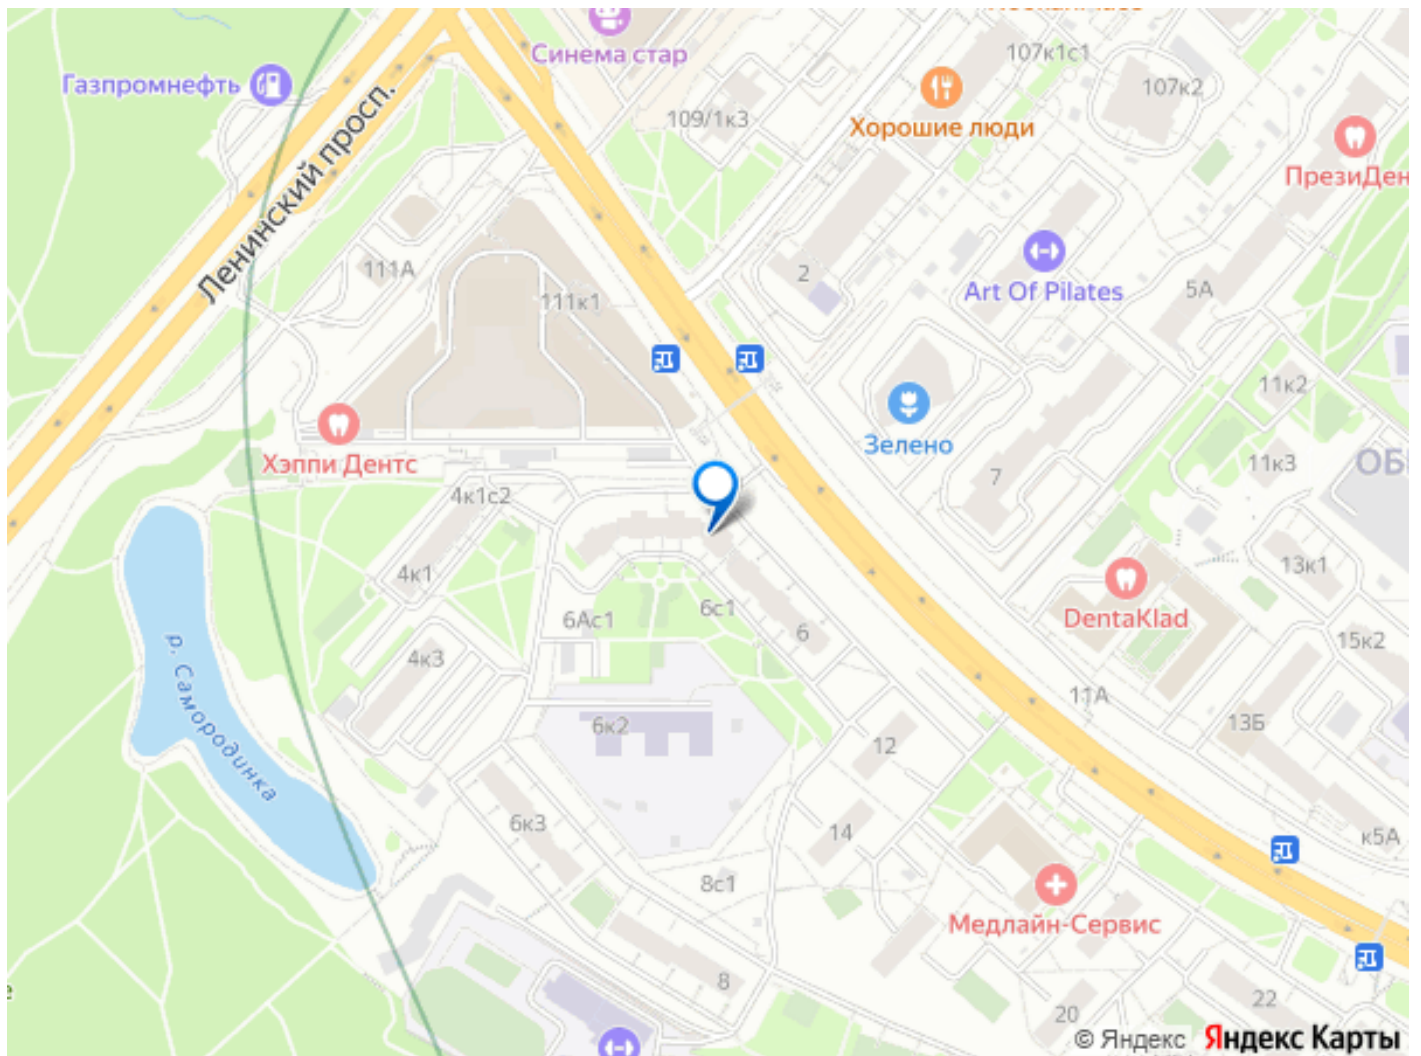 Синема стар
107к1с1
Газпромнефть
107к2
109/1к3
Хорошие люди
ПрезиДен
Ленинский просп.
111А
2
111к1
Art Of Pilates
5А
11к2
Зелено
Хэппи Дентс
11к3
ОБ
7
4к1с2
4к1
13к1
6Ас1
6с1
DentaKlad
6
15к2
4к3
р. Самородинка
11А
6к2
13Б
12
6к3
14
к5А
8с1
Медлайн-Сервис
8
е
22
20
© Яндекс
Яндекс Карты